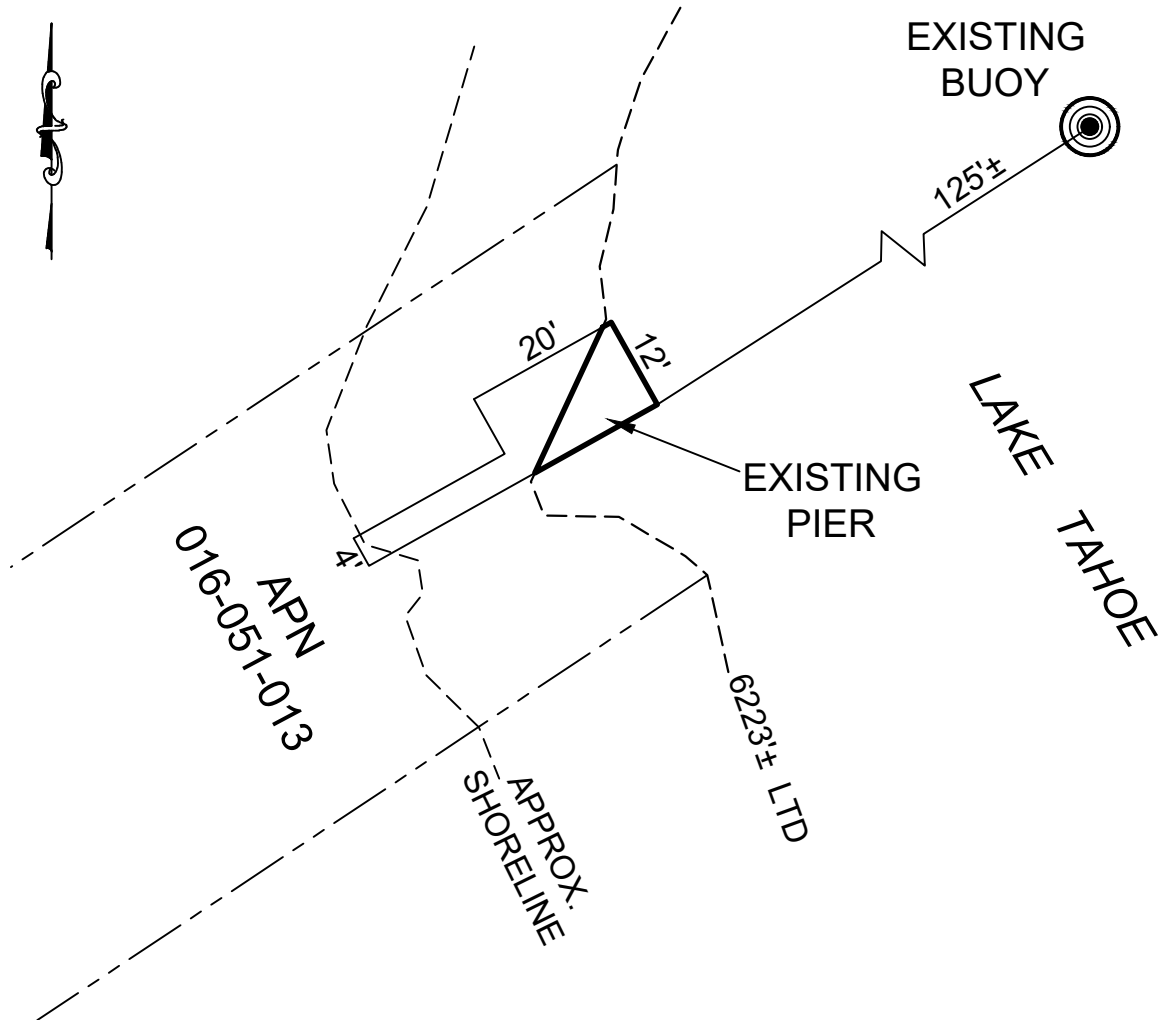 EXISTING
BUOY
125'±
20'
12'
LAKE TAHOE
EXISTING
PIER
4'
APN
016-051-013
6223'± LTD
APPROX.
SHORELINE